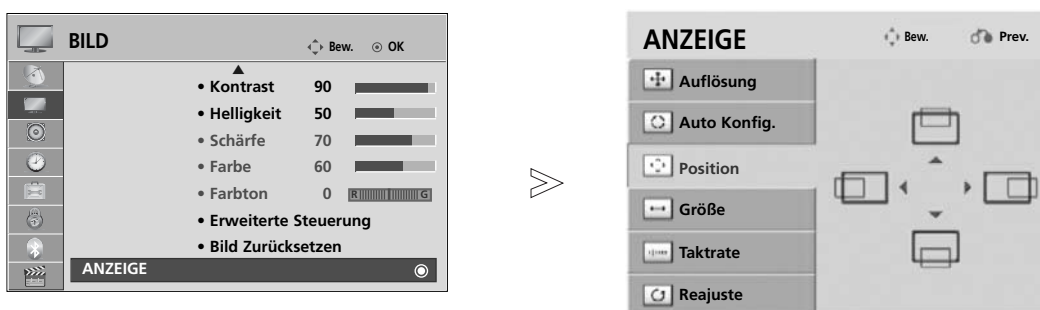 BILD
Bew. OK
• Kontrast 90
• Helligkeit 50
• Schärfe 70
• Farbe 60
• Farbton 0 R G
• Erweiterte Steuerung
• Bild Zurücksetzen
ANZEIGE
ANZEIGE
Bew. Prev.
Auflösung
Auto Konfig.
Position
Größe
Taktrate
Reajuste